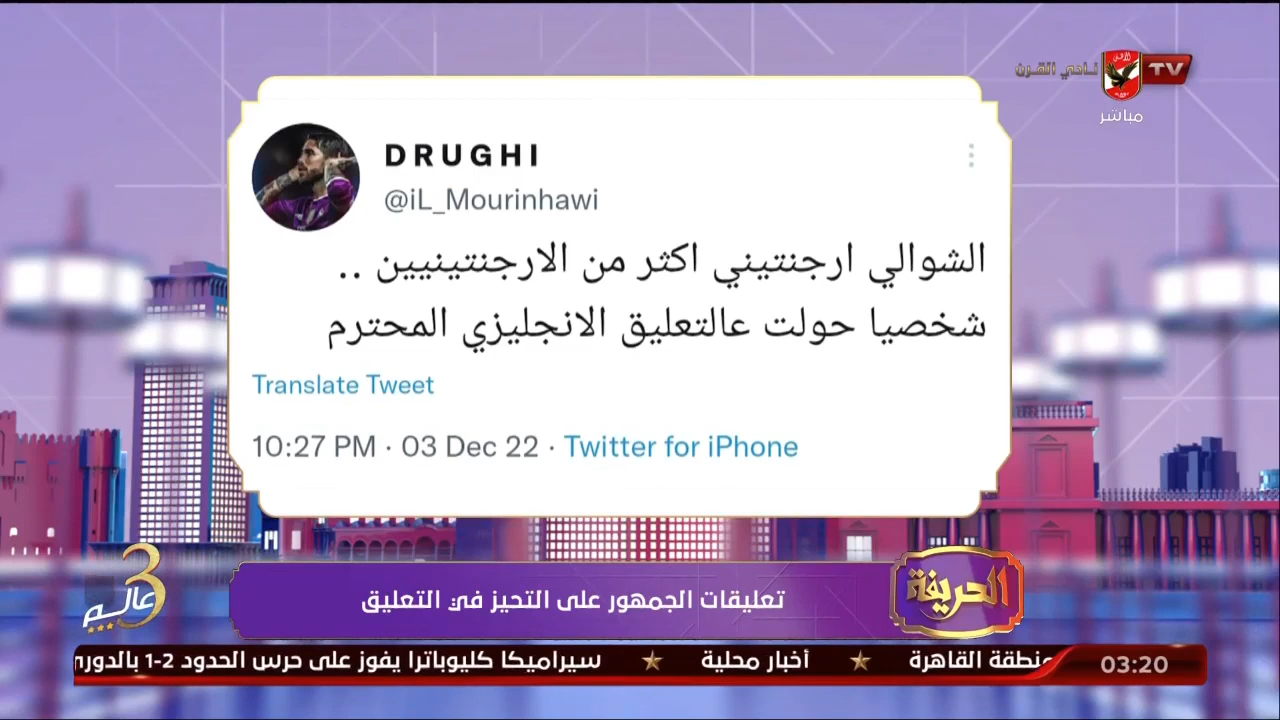 نادي القرن
TV
مباشر
DRUGHI
@iL_Mourinhawi
الشوالي ارجنتيني اكثر من الارجنتينيين ..
شخصيا حولت عالتعليق الانجليزي المحترم
Translate Tweet
10:27 PM · 03 Dec 22 · Twitter for iPhone
3
عالمي
الحريفة
تعليقات الجمهور على التحيز في التعليق
منطقة القاهرة ★ أخبار محلية ★ سيراميكا كليوباترا يفوز على حرس الحدود 2-1 بالدوري
03:20